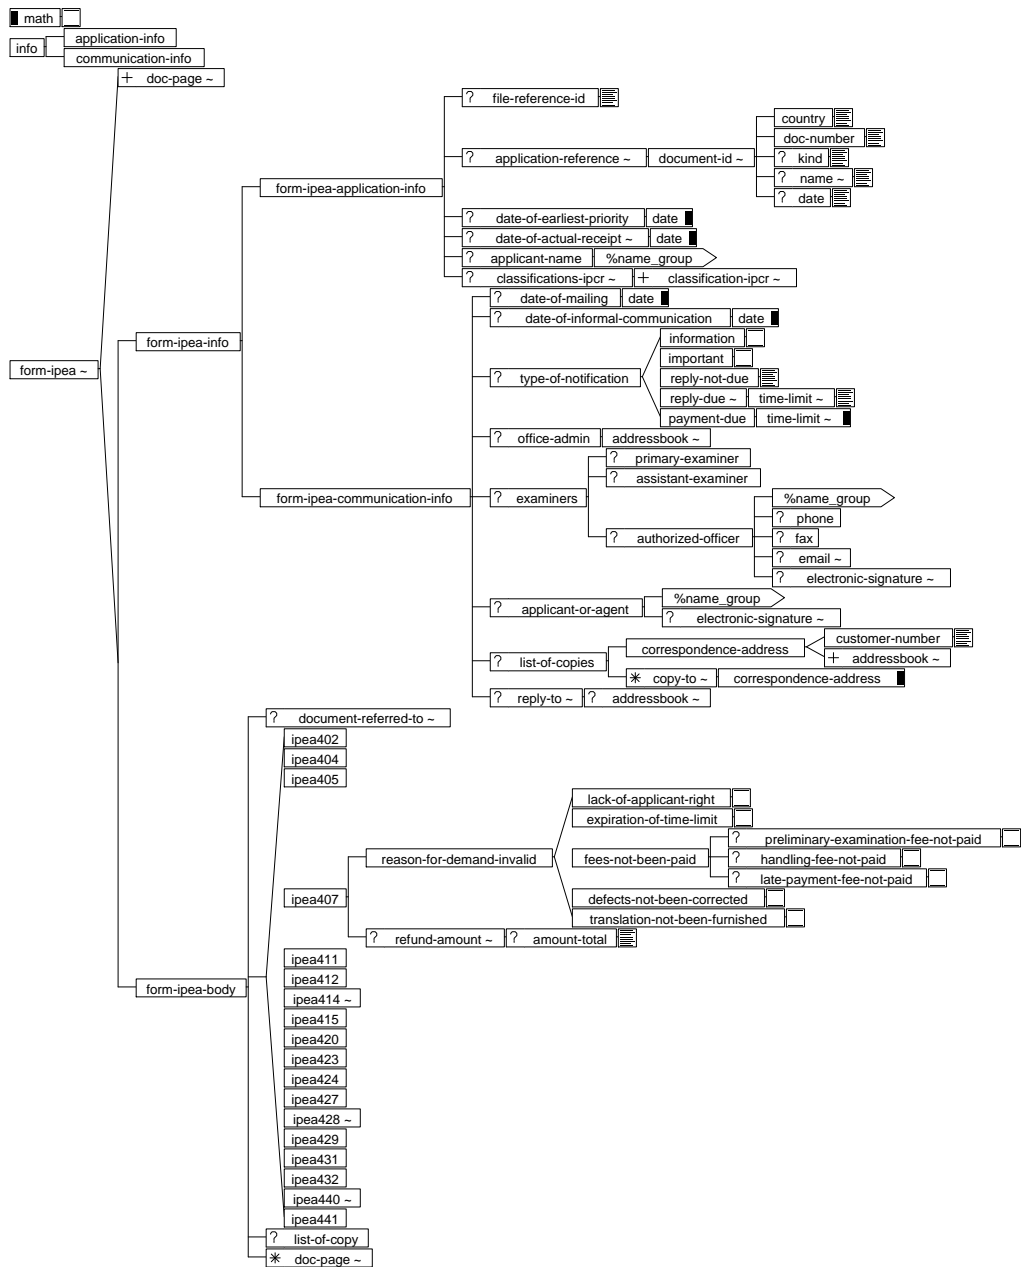 math
info
application-info
communication-info
+ doc-page ~
? file-reference-id
country
doc-number
? application-reference ~ document-id ~ ? kind
? name ~
? date
form-ipea-application-info
? date-of-earliest-priority date
? date-of-actual-receipt ~ date
? applicant-name %name_group
? classifications-ipcr ~ + classification-ipcr ~
? date-of-mailing date
? date-of-informal-communication date
form-ipea-info
information
important
form-ipea ~
? type-of-notification reply-not-due
reply-due ~ time-limit ~
payment-due time-limit ~
? office-admin addressbook ~
? primary-examiner
? assistant-examiner
form-ipea-communication-info ? examiners %name_group
? phone
? authorized-officer ? fax
? email ~
? electronic-signature ~
? applicant-or-agent %name_group
? electronic-signature ~
customer-number
correspondence-address
? list-of-copies + addressbook ~
* copy-to ~ correspondence-address
? reply-to ~ ? addressbook ~
? document-referred-to ~
ipea402
ipea404
ipea405
lack-of-applicant-right
expiration-of-time-limit
? preliminary-examination-fee-not-paid
reason-for-demand-invalid fees-not-been-paid ? handling-fee-not-paid
? late-payment-fee-not-paid
ipea407 defects-not-been-corrected
translation-not-been-furnished
? refund-amount ~ ? amount-total
ipea411
ipea412
form-ipea-body
ipea414 ~
ipea415
ipea420
ipea423
ipea424
ipea427
ipea428 ~
ipea429
ipea431
ipea432
ipea440 ~
ipea441
? list-of-copy
* doc-page ~